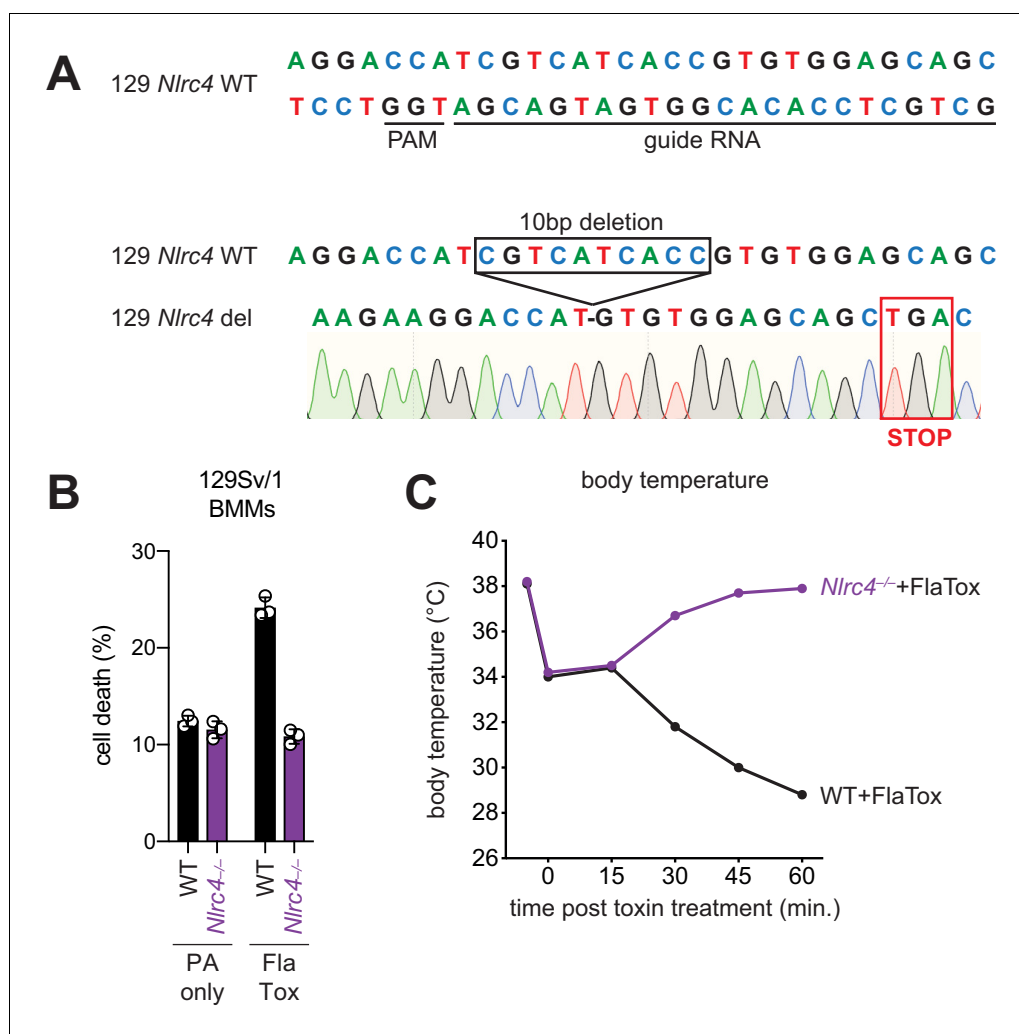 A
129 Nlrc4 WT
AGGACCATCGTCATCACCGTGTGGAGCAGC
TCCTGGTAGCAGTAGTGGCACACCTCGTCG
PAM
guide RNA
10bp deletion
129 Nlrc4 WT
AGGACCATCGTCATCACCGTGTGGAGCAGC
129 Nlrc4 del
AAGAAGGACCAT-GTGTGGAGCAGCTGAC
STOP
B
129Sv/1
BMMs
cell death (%)
30
20
10
0
WT
Nlrc4–/–
WT
Nlrc4–/–
PA
only
Fla
Tox
C
body temperature
body temperature (°C)
40
38
36
34
32
30
28
26
0 15 30 45 60
time post toxin treatment (min.)
Nlrc4–/–+FlaTox
WT+FlaTox